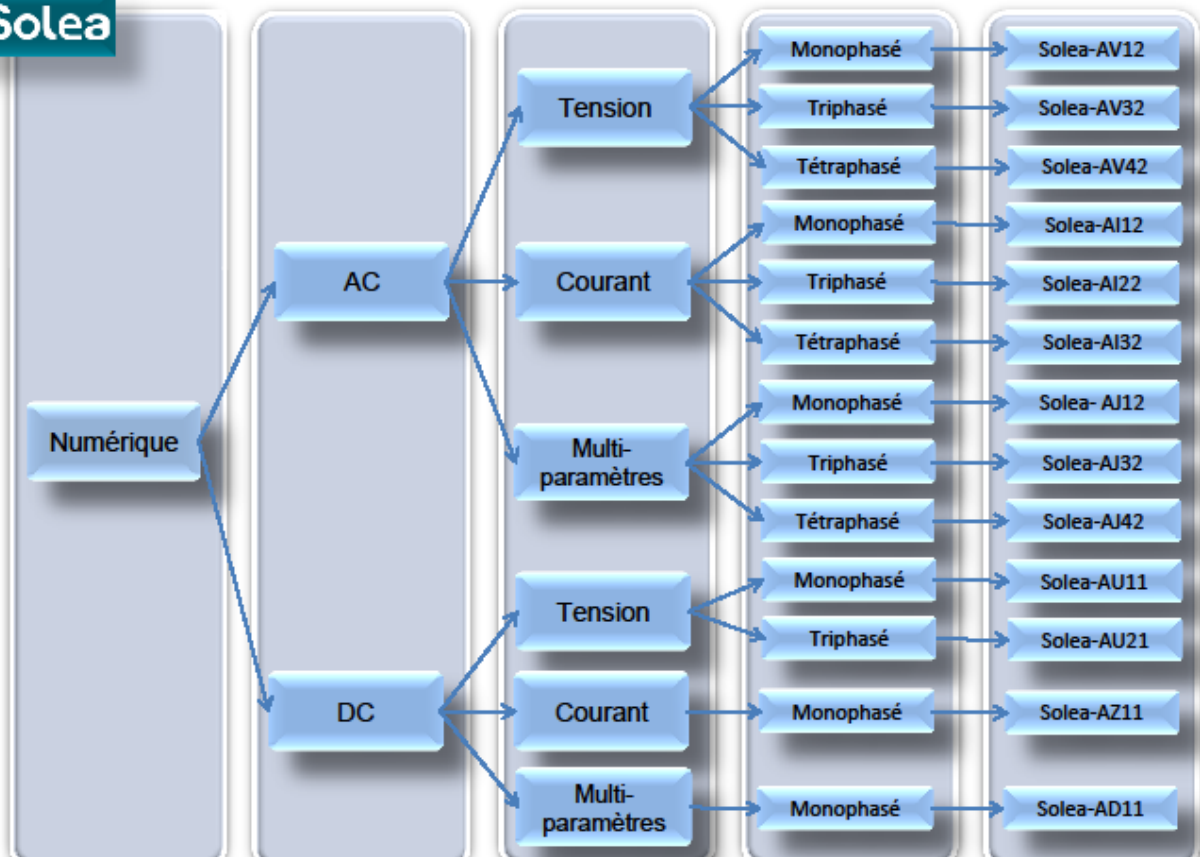 Solea
Numérique
AC
DC
Tension
Courant
Multi-
paramètres
Tension
Courant
Multi-
paramètres
Monophasé
Solea-AV12
Triphasé
Solea-AV32
Tétraphasé
Solea-AV42
Monophasé
Solea-AI12
Triphasé
Solea-AI22
Tétraphasé
Solea-AI32
Monophasé
Solea- AJ12
Triphasé
Solea-AJ32
Tétraphasé
Solea-AJ42
Monophasé
Solea-AU11
Triphasé
Solea-AU21
Monophasé
Solea-AZ11
Monophasé
Solea-AD11